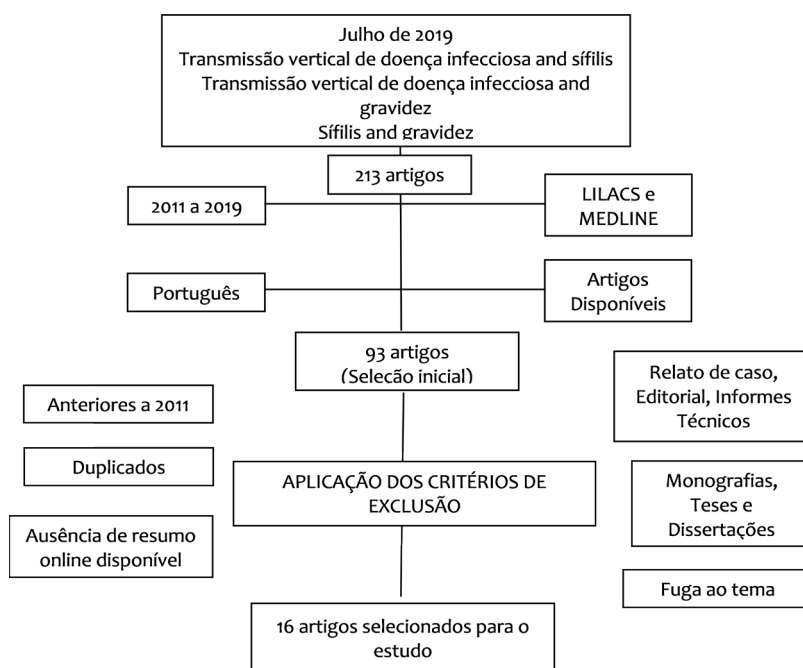 Julho de 2019
Transmissão vertical de doença infecciosa and sífilis
Transmissão vertical de doença infecciosa and
gravidez
Sífilis and gravidez
213 artigos
2011 a 2019
LILACS e
MEDLINE
Português
Artigos
Disponíveis
93 artigos
(Seleção inicial)
Anteriores a 2011
Relato de caso,
Editorial, Informes
Técnicos
Duplicados
APLICAÇÃO DOS CRITÉRIOS DE
EXCLUSÃO
Monografias,
Teses e
Dissertações
Ausência de resumo
online disponível
Fuga ao tema
16 artigos selecionados para o
estudo